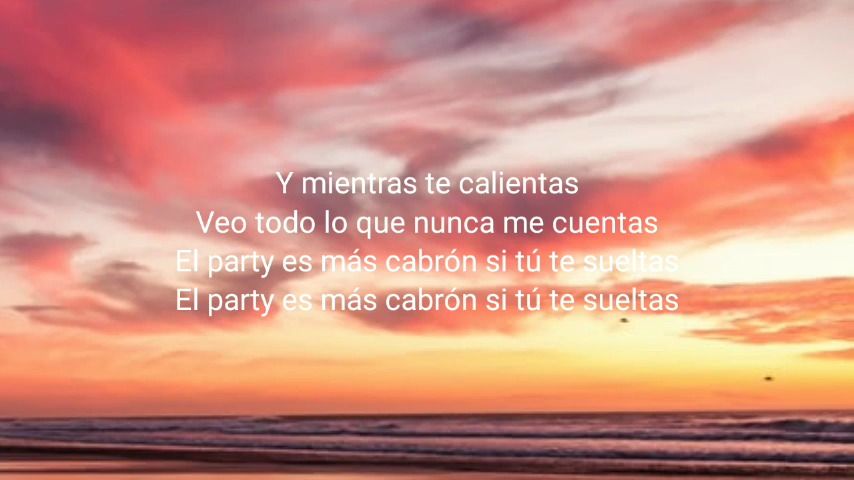 Y mientras te calientas
Veo todo lo que nunca me cuentas
El party es más cabrón si tú te sueltas
El party es más cabrón si tú te sueltas